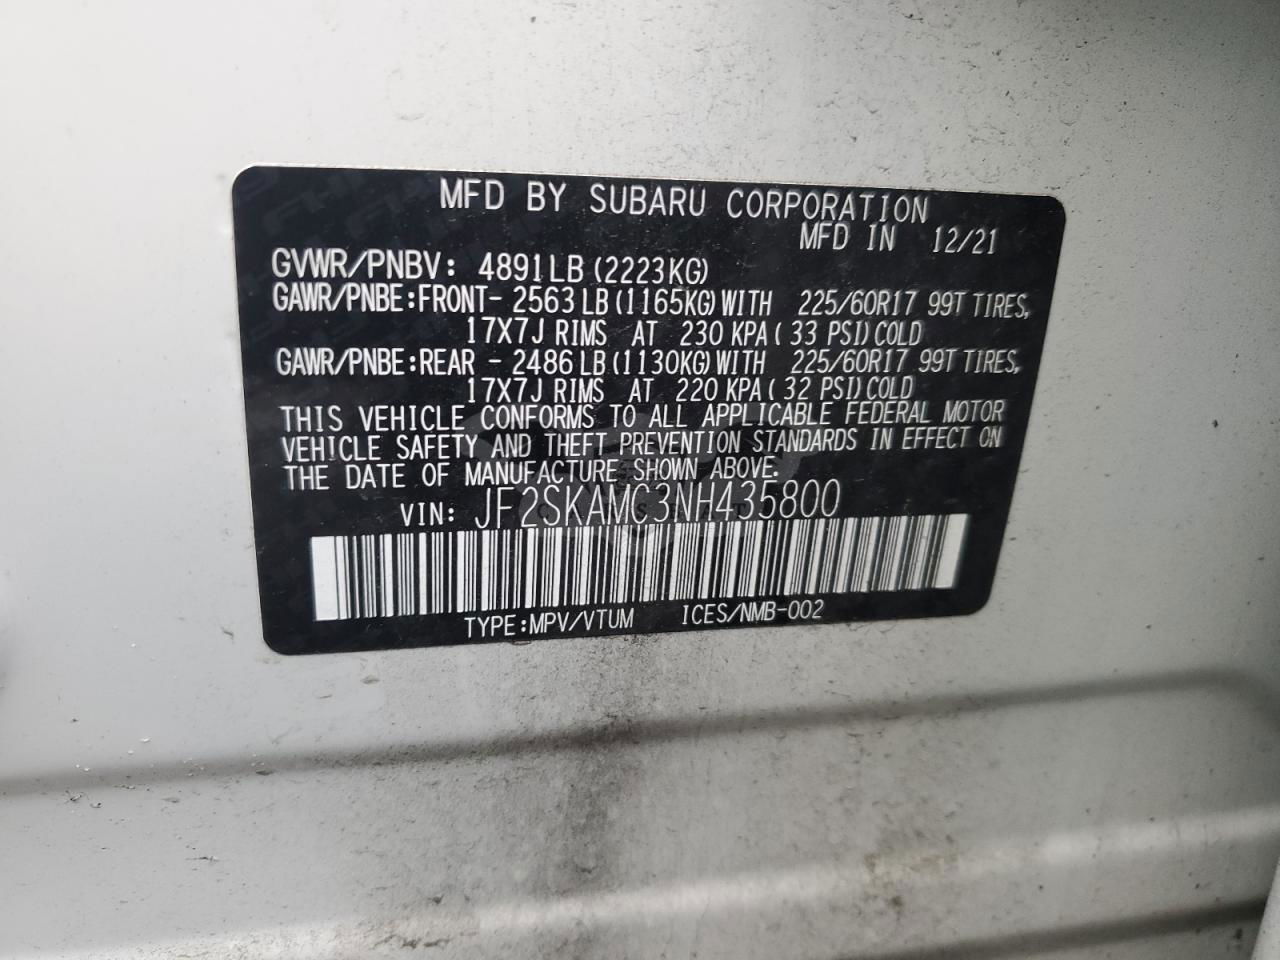 MFD BY SUBARU CORPORATION
MFD IN 12/21
GVWR/PNBV: 4891LB(2223KG)
GAWR/PNBE:FRONT- 2563LB(1165KG)WITH 225/60R17 99T TIRES,
17X7J RIMS AT 230 KPA( 33 PSI)COLD
GAWR/PNBE:REAR - 2486LB(1130KG)WITH 225/60R17 99T TIRES,
17X7J RIMS AT 220 KPA( 32 PSI)COLD
THIS VEHICLE CONFORMS TO ALL APPLICABLE FEDERAL MOTOR
VEHICLE SAFETY AND THEFT PREVENTION STANDARDS IN EFFECT ON
THE DATE OF MANUFACTURE SHOWN ABOVE.
VIN: JF2SKAMC3NH435800
TYPE:MPV/VTUM ICES/NMB-002